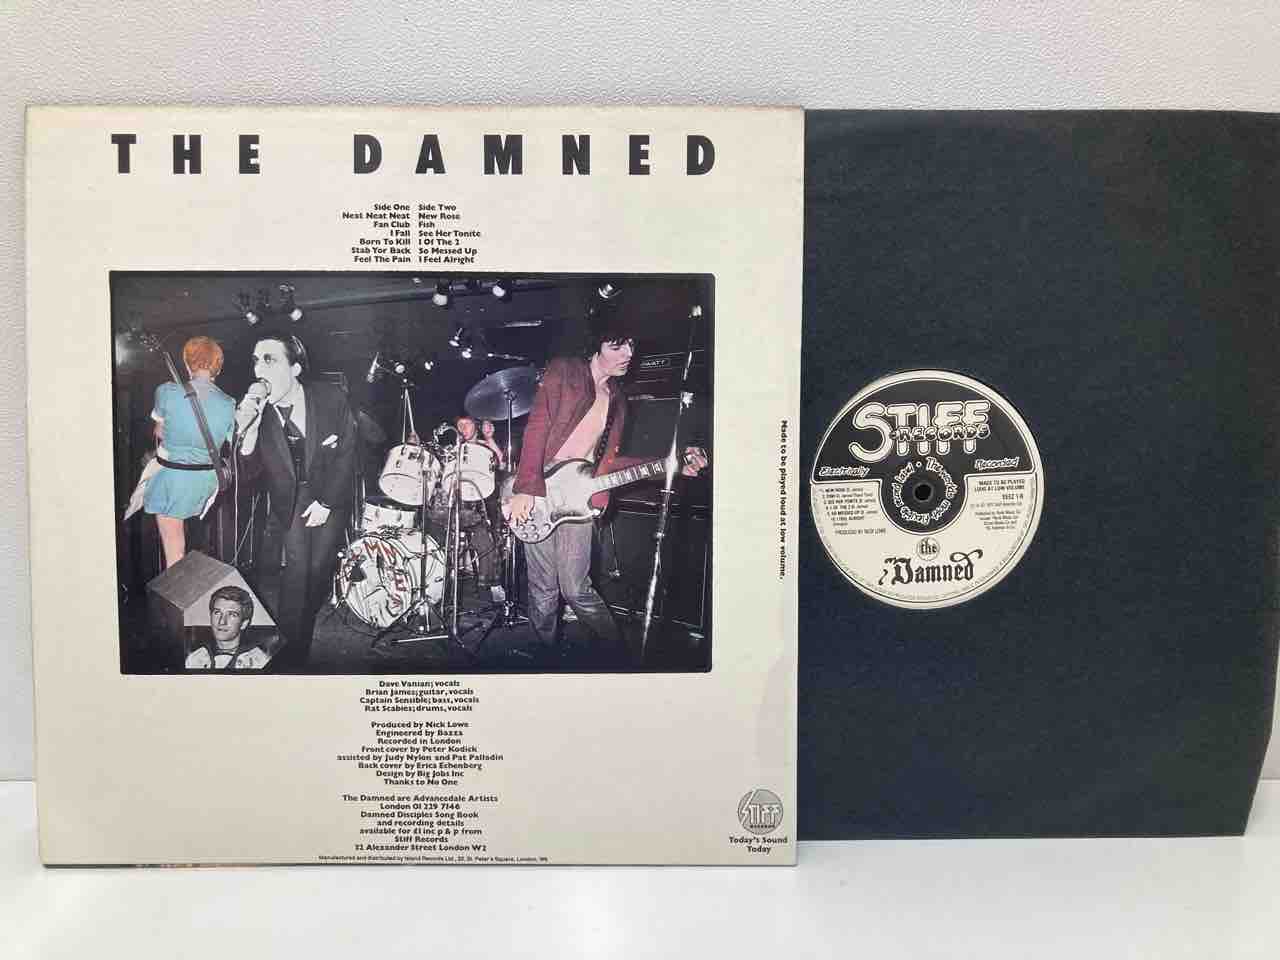 THE DAMNED
Side One Side Two
Neat Neat Neat New Rose
Fan Club Fish
I Fall See Her Tonite
Born To Kill 1 Of The 2
Stab Yor Back So Messed Up
Feel The Pain I Feel Alright
Made to be played loud at low volume.
Dave Vanian; vocals
Brian James; guitar, vocals
Captain Sensible; bass, vocals
Rat Scabies; drums, vocals
Produced by Nick Lowe
Engineered by Bazza
Recorded in London
Front cover by Peter Kodick
assisted by Judy Nylon and Pat Palladin
Back cover by Erica Echenberg
Design by Big Jobs Inc
Thanks to No One
The Damned are Advancedale Artists
London 01 229 7146
Damned Disciples Song Book
and recording details
available for £1 inc p & p from
Stiff Records
32 Alexander Street London W2
Manufactured and distributed by Island Records Ltd., 22, St. Peter's Square, London, W6
STIFF
RECORDS
Today's Sound
Today
STIFF
RECORDS
Electrically Recorded
MADE TO BE PLAYED
LOUD AT LOW VOLUME
PRODUCED BY NICK LOWE
the
Damned